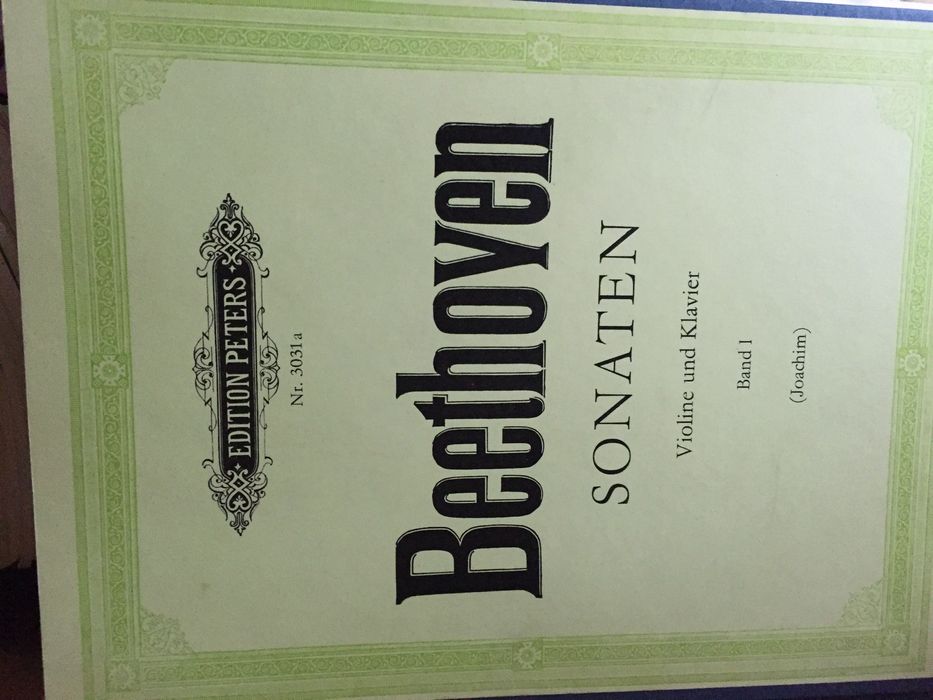 EDITION PETERS
Nr. 3031a
Beethoven
SONATEN
Violine und Klavier
Band I
(Joachim)